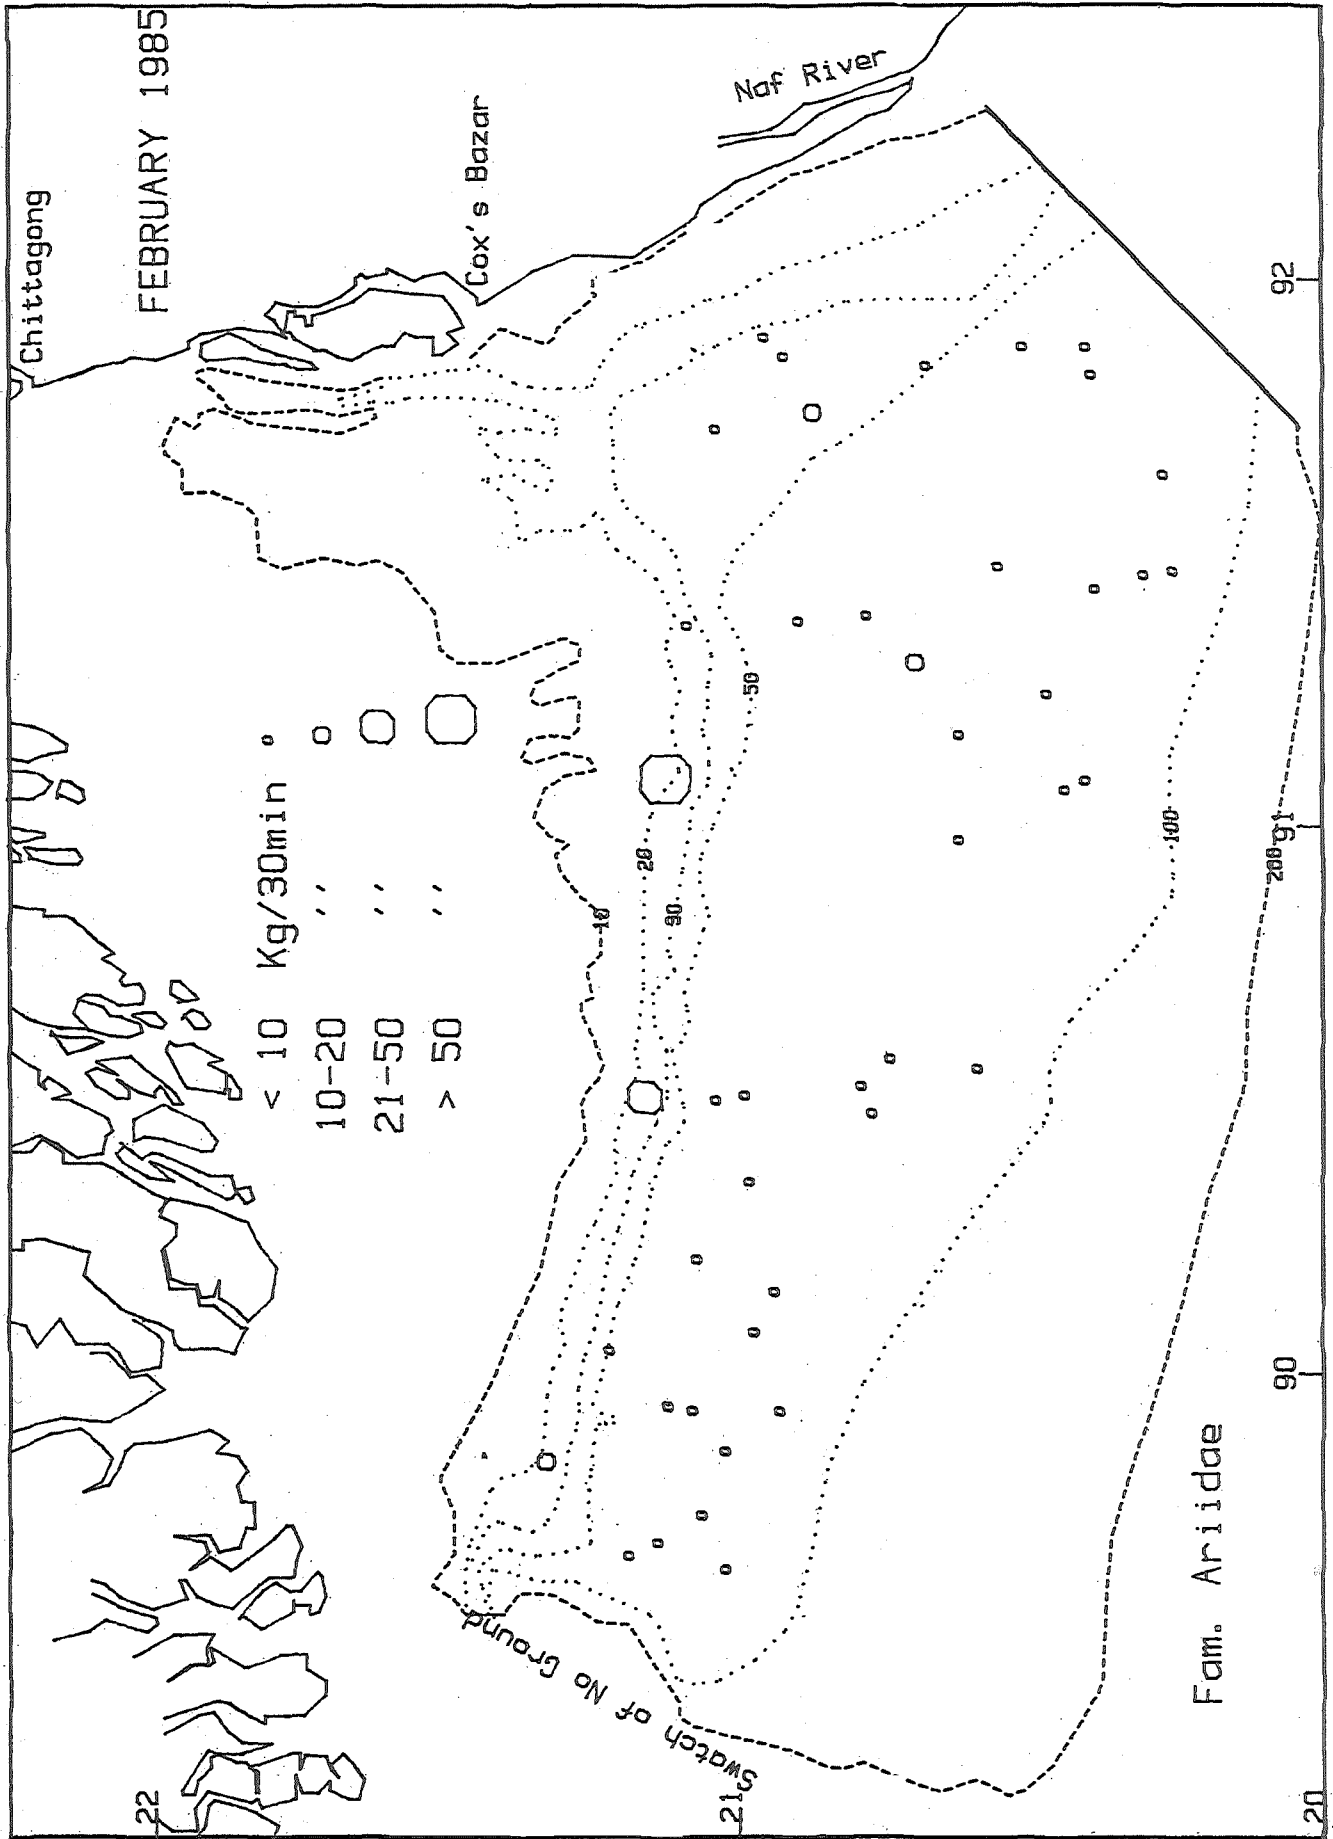 Chittagong
FEBRUARY 1985
Cox's Bazar
Naf River
< 10 Kg/30min
10-20 ,,
21-50 ,,
> 50 ,,
10
20
30
50
100
200
Swatch of No Ground
Fam. Ariidae
22
21
20
90
91
92